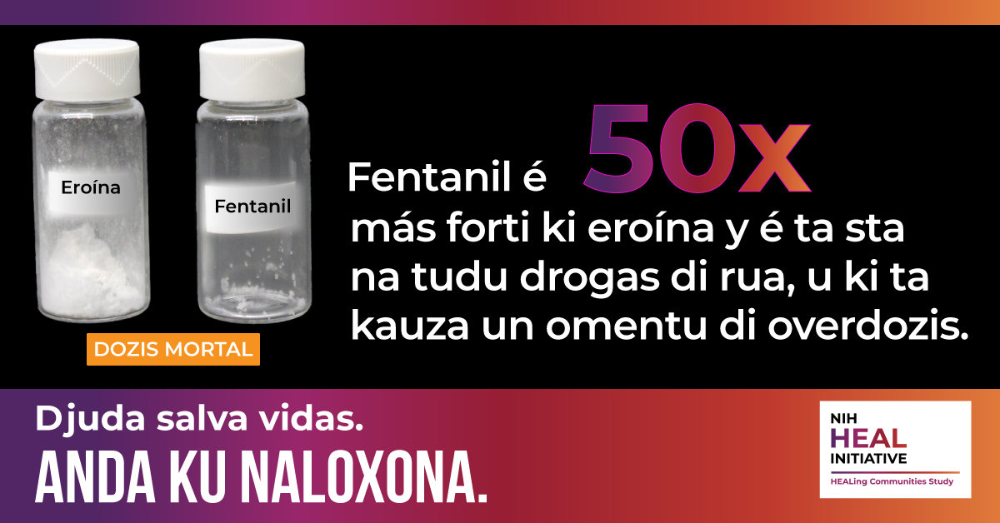 Eroína
Fentanil
DOZIS MORTAL
Fentanil é 50x
más forti ki eroína y é ta sta
na tudu drogas di rua, u ki ta
kauza un omentu di overdozis.
Djuda salva vidas.
ANDA KU NALOXONA.
NIH
HEAL
INITIATIVE
HEALing Communities Study